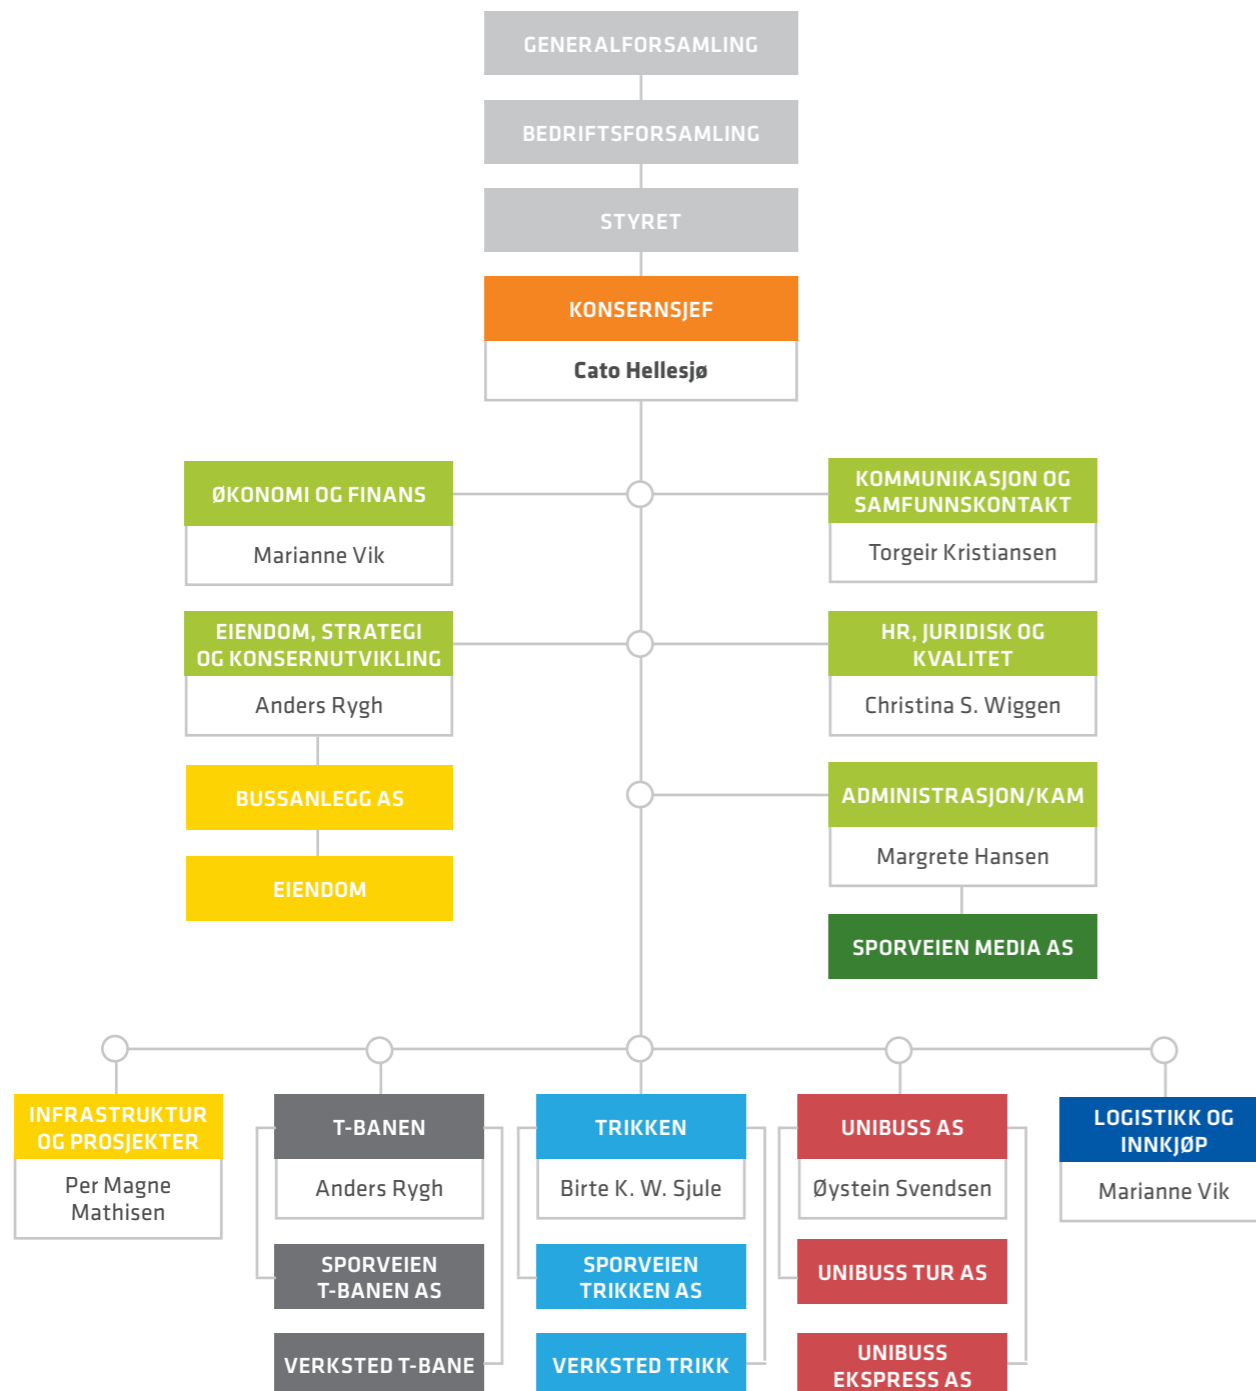 GENERALFORSAMLING
BEDRIFTSFORSAMLING
STYRET
KONSERNSJEF
Cato Hellesjø
ØKONOMI OG FINANS
Marianne Vik
KOMMUNIKASJON OG
SAMFUNNSKONTAKT
Torgeir Kristiansen
EIENDOM, STRATEGI
OG KONSERNUTVIKLING
Anders Rygh
HR, JURIDISK OG
KVALITET
Christina S. Wiggen
BUSSANLEGG AS
EIENDOM
ADMINISTRASJON/KAM
Margrete Hansen
SPORVEIEN MEDIA AS
INFRASTRUKTUR
OG PROSJEKTER
Per Magne
Mathisen
T-BANEN
Anders Rygh
SPORVEIEN
T-BANEN AS
VERKSTED T-BANE
TRIKKEN
Birte K. W. Sjule
SPORVEIEN
TRIKKEN AS
VERKSTED TRIKK
UNIBUSS AS
Øystein Svendsen
UNIBUSS TUR AS
UNIBUSS
EKSPRESS AS
LOGISTIKK OG
INNKJØP
Marianne Vik